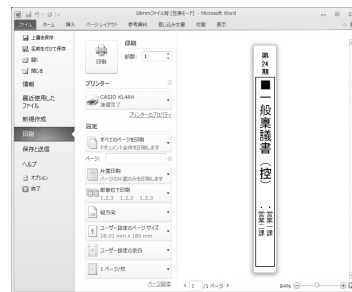 18mmファイル用 [互換モード] - Microsoft Word
ファイル ホーム 挿入 ページ レイアウト 参考資料 差し込み文書 校閲 表示
上書き保存
名前を付けて保存
開く
閉じる
情報
最近使用した
ファイル
新規作成
印刷
保存と送信
ヘルプ
オプション
終了
印刷
印刷
部数: 1
プリンター
CASIO KL46H
準備完了
プリンターのプロパティ
設定
すべてのページを印刷
ドキュメント全体を印刷します
ページ:
片面印刷
ページの片面のみを印刷します
部単位で印刷
1,2,3 1,2,3 1,2,3
縦方向
ユーザー設定のページ サイズ
18.01 mm x 180 mm
ユーザー設定の余白
1 ページ/枚
ページ設定
第
24
期
■一般稟議書(控)
・営業一課
・営業二課
1 /1 ページ
84%